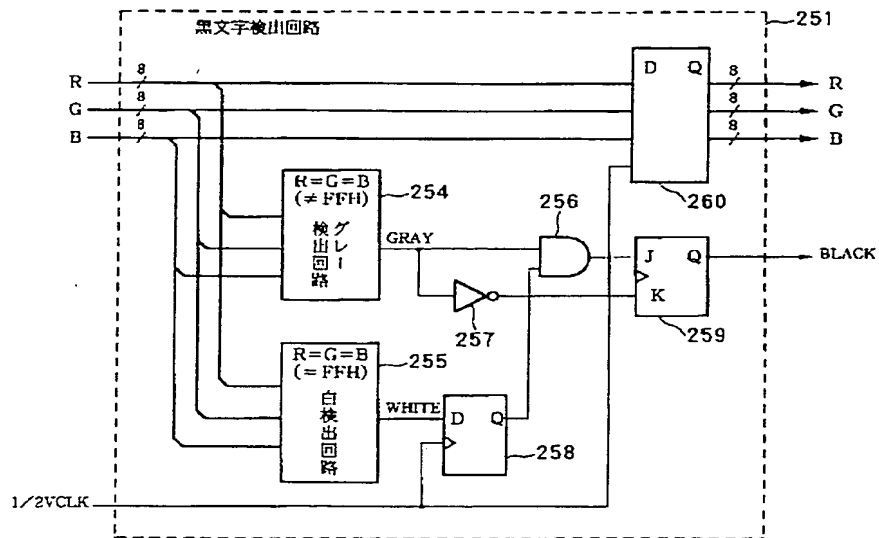 251
黒文字検出回路
R 8 D Q 8 R
G 8 8 G
B 8 8 B
260
R=G=B
(≠FFH)
グレー
検出回路
254
GRAY
256
257
J Q
K
BLACK
259
R=G=B
(=FFH)
白検出回路
255
WHITE
D Q
258
1/2VCLK